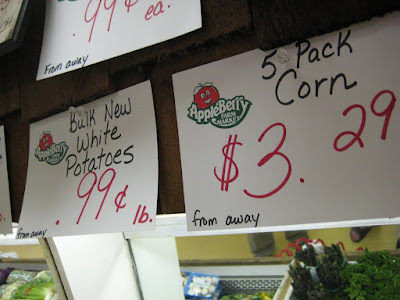 .99¢ ea.
From away
AppleBerry
FARM
MARKET
Bulk New
White
Potatoes
.99¢ lb.
from away
AppleBerry
FARM
MARKET
5 Pack
Corn
$3.29
from away